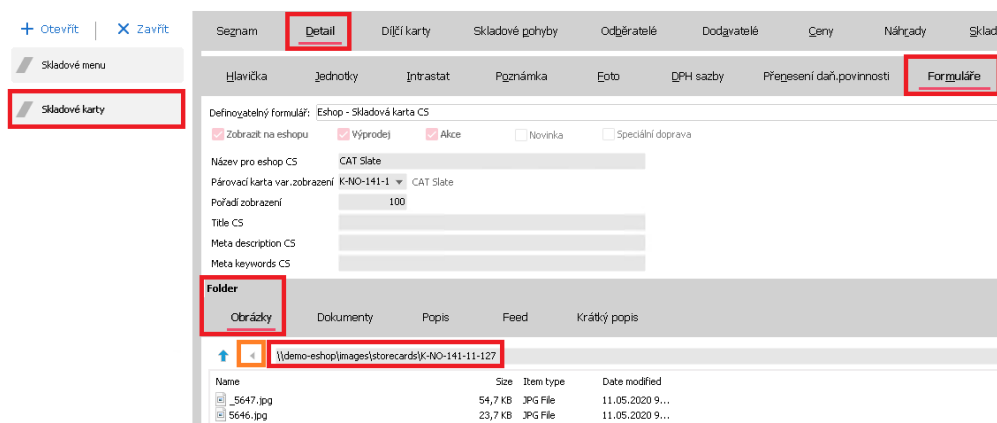 Otevřít Zavřít
Skladové menu
Skladové karty
Seznam Detail Dílčí karty Skladové pohyby Odběratelé Dodavatelé Ceny Náhrady Sklad
Hlavička Jednotky Intrastat Poznámka Foto DPH sazby Přenesení daň.povinnosti Formuláře
Definovatelný formulář: Eshop - Skladová karta CS
Zobrazit na eshopu Výprodej Akce Novinka Speciální doprava
Název pro eshop CS CAT Slate
Párovací karta var.zobrazení K-NO-141-1 CAT Slate
Pořadí zobrazení 100
Title CS
Meta description CS
Meta keywords CS
Folder
Obrázky Dokumenty Popis Feed Krátký popis
\\demo-eshop\images\storecards\K-NO-141-11-127
Name Size Item type Date modified
_5647.jpg 54,7 KB JPG File 11.05.2020 9...
5646.jpg 23,7 KB JPG File 11.05.2020 9...